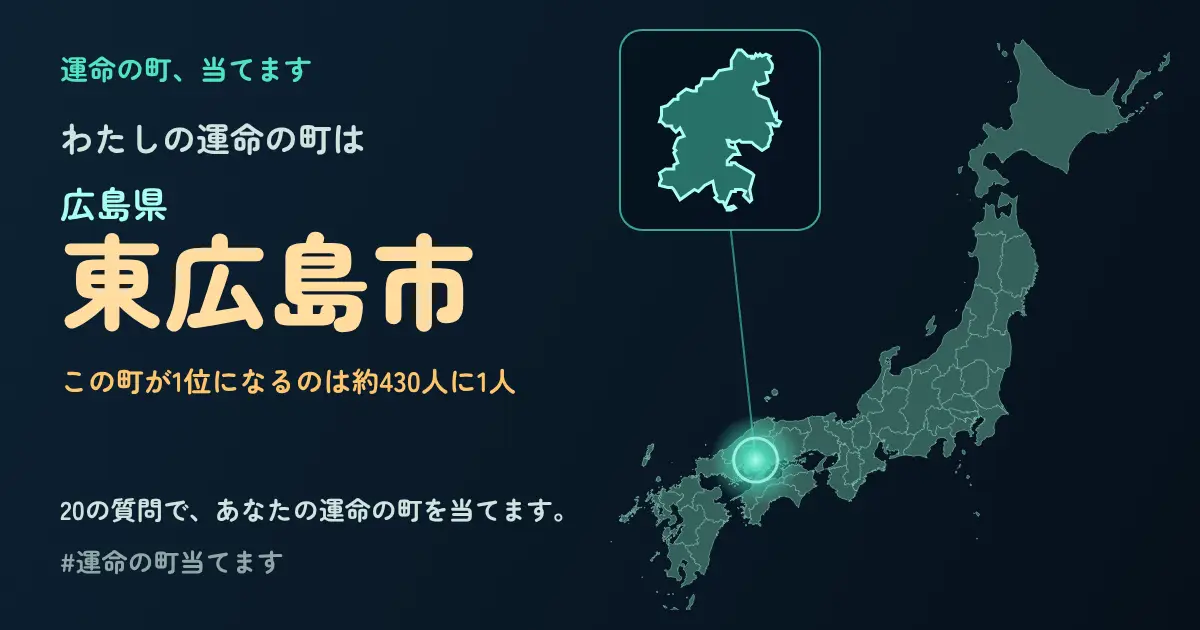 運命の町、当てます
わたしの運命の町は
広島県
東広島市
この町が1位になるのは約430人に1人
20の質問で、あなたの運命の町を当てます。
#運命の町当てます